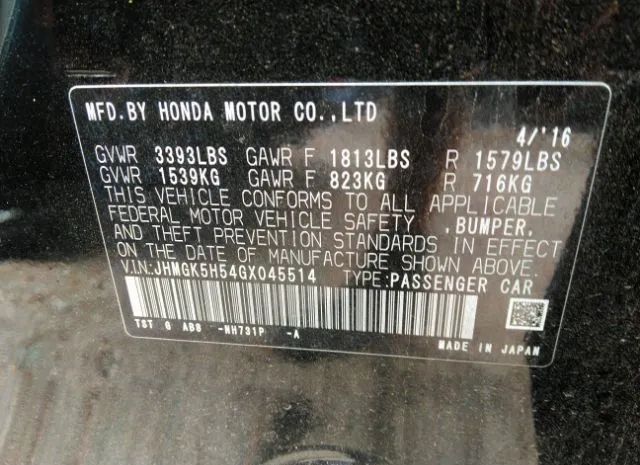 MFD.BY HONDA MOTOR CO.,LTD
4/'16
GVWR 3393LBS GAWR F 1813LBS R 1579LBS
GVWR 1539KG GAWR F 823KG R 716KG
THIS VEHICLE CONFORMS TO ALL APPLICABLE
FEDERAL MOTOR VEHICLE SAFETY ,BUMPER,
AND THEFT PREVENTION STANDARDS IN EFFECT
ON THE DATE OF MANUFACTURE SHOWN ABOVE.
V.I.N:JHMGK5H54GX045514 TYPE:PASSENGER CAR
TST G AB8 -NH731P -A
MADE IN JAPAN